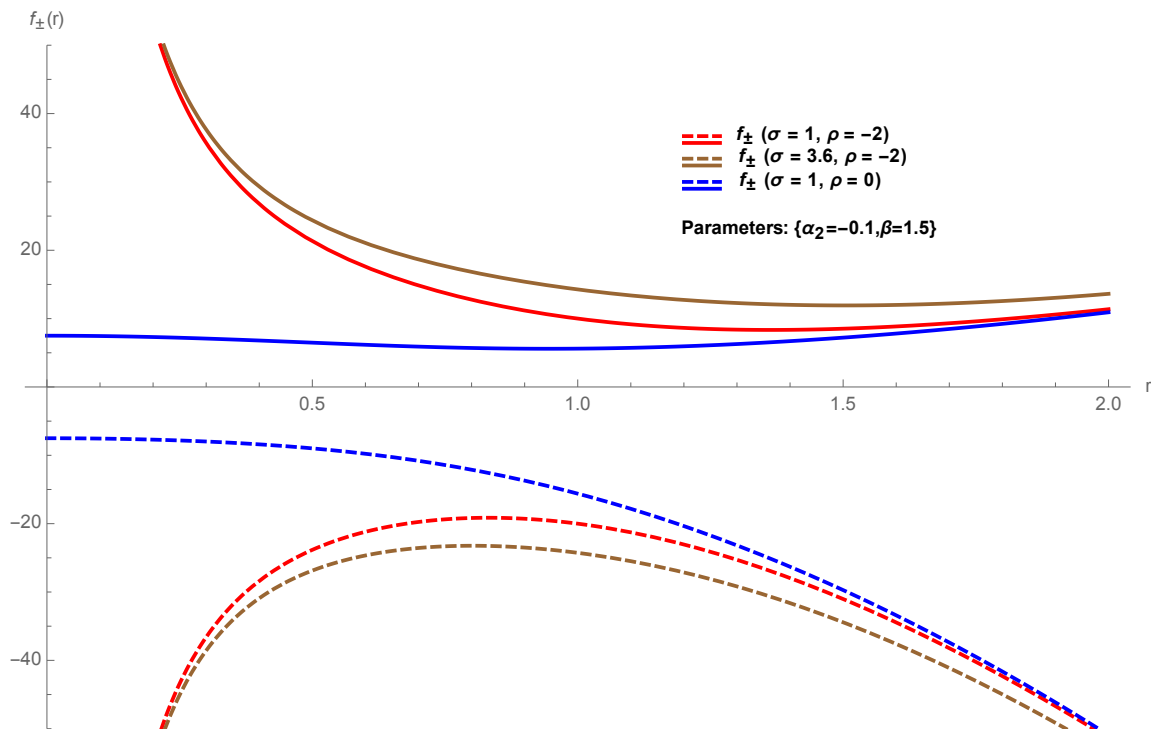 f±(r)
40
20
−20
−40
0.5
1.0
1.5
2.0
r
f± (σ = 1, ρ = −2)
f± (σ = 3.6, ρ = −2)
f± (σ = 1, ρ = 0)
Parameters: {α₂=−0.1,β=1.5}